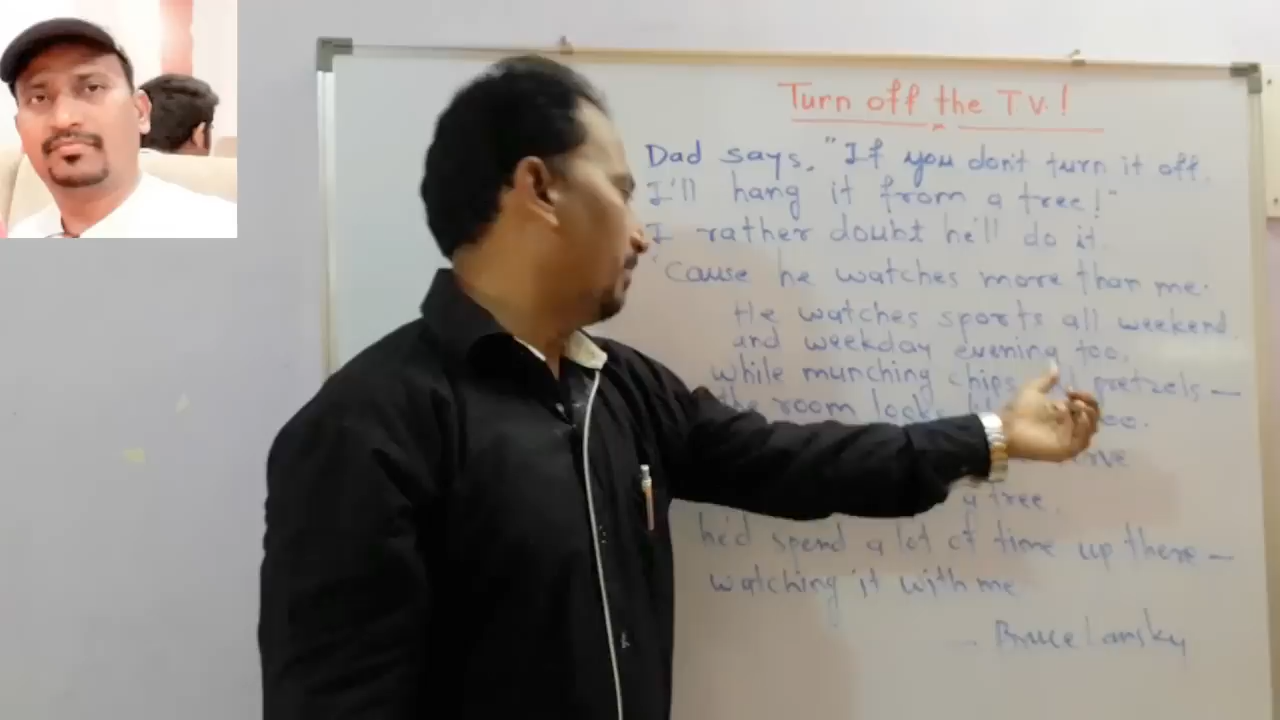 Turn off the TV.!
Dad says, "If you don't turn it off.
I'll hang it from a tree!"
I rather doubt he'll do it.
'cause he watches more than me.
He watches sports all weekend
and weekday evening too.
while munching chips pretzels —
the room looks
a tree.
he'd spend a lot of time up there —
watching it with me
— Bruce Lansky